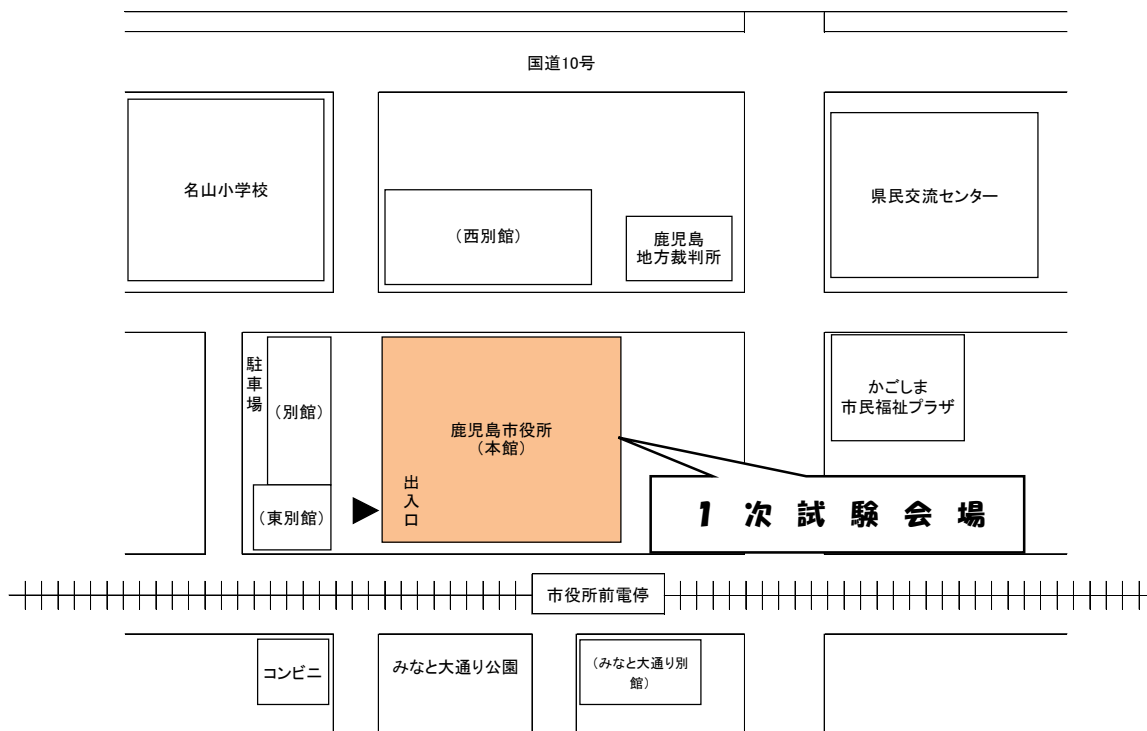 国道10号
名山小学校
（西別館）
鹿児島
地方裁判所
県民交流センター
駐車場
（別館）
鹿児島市役所
（本館）
かごしま
市民福祉プラザ
出入口
（東別館）
1次試験会場
市役所前電停
コンビニ
みなと大通り公園
（みなと大通り別
館）